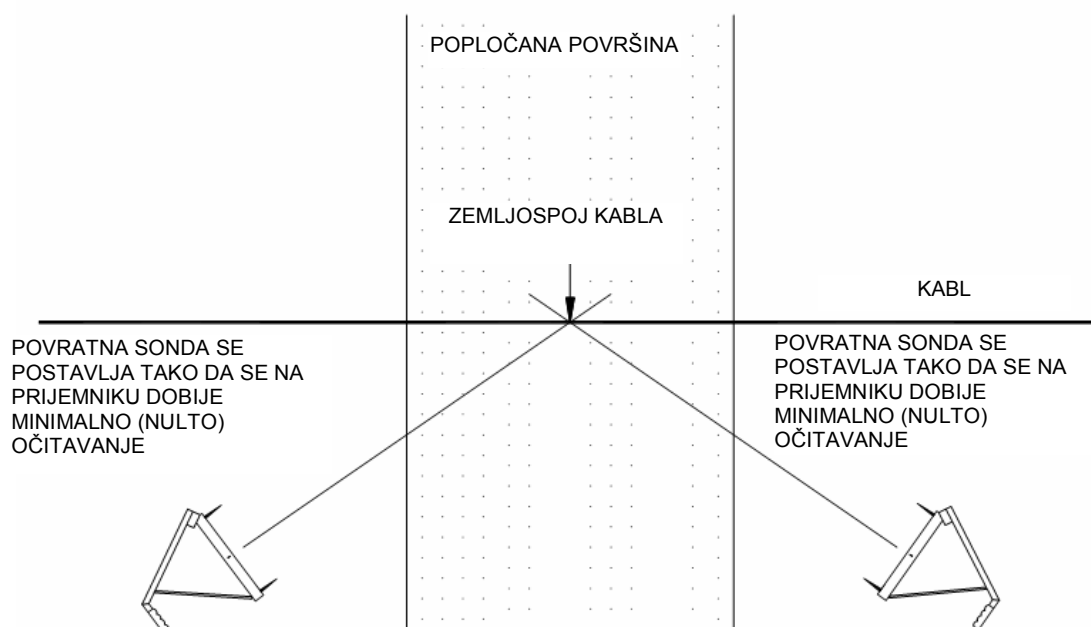 POPLOČANA POVRŠINA
ZEMLJOSPOJ KABLA
KABL
POVRATNA SONDA SE
POSTAVLJA TAKO DA SE NA
PRIJEMNIKU DOBIJE
MINIMALNO (NULTO)
OČITAVANJE
POVRATNA SONDA SE
POSTAVLJA TAKO DA SE NA
PRIJEMNIKU DOBIJE
MINIMALNO (NULTO)
OČITAVANJE